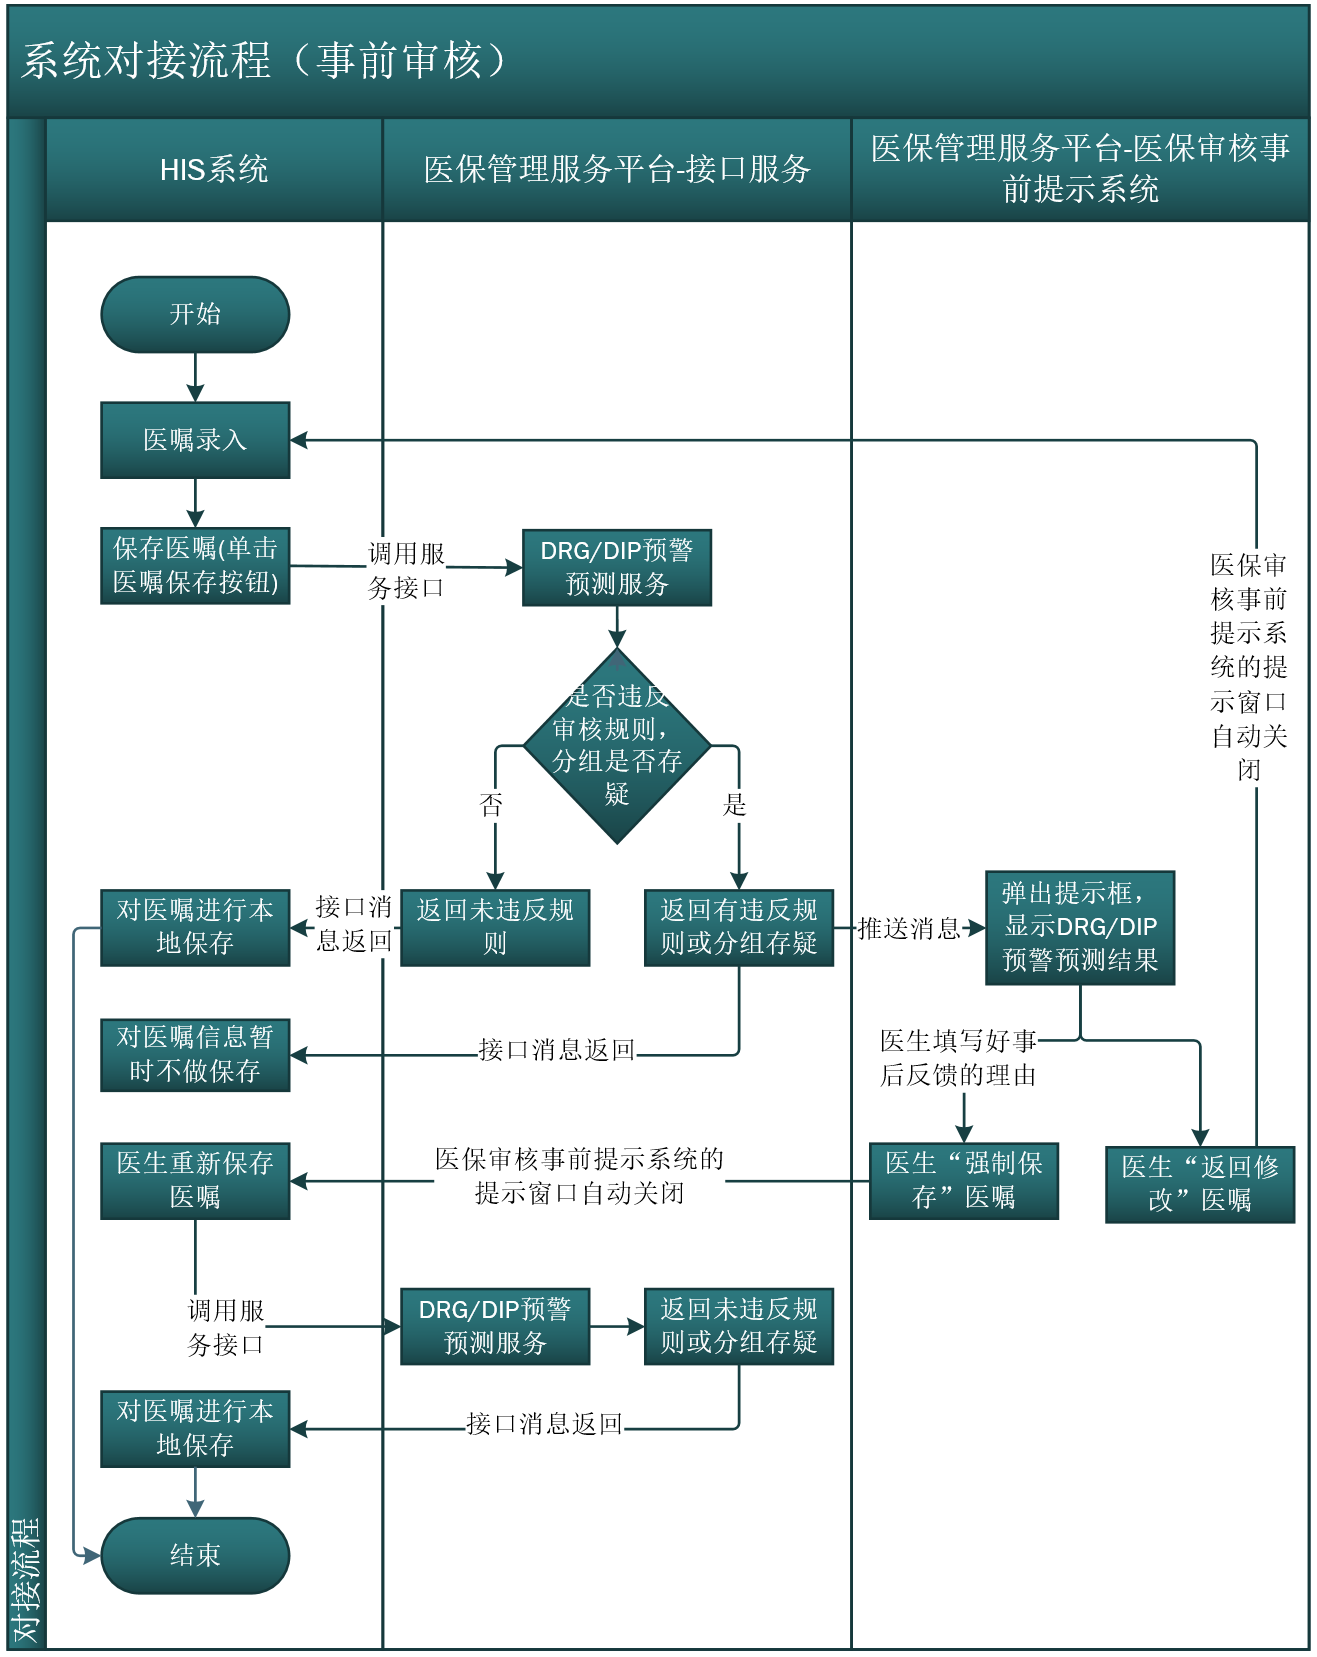 系统对接流程（事前审核）
HIS系统
医保管理服务平台-接口服务
医保管理服务平台-医保审核事
前提示系统
开始
医嘱录入
保存医嘱(单击
医嘱保存按钮)
调用服
务接口
DRG/DIP预警
预测服务
医保审
核事前
提示系
统的提
示窗口
自动关
闭
是否违反
审核规则，
分组是否存
疑
否
是
对医嘱进行本
地保存
接口消
息返回
返回未违反规
则
返回有违反规
则或分组存疑
推送消息
弹出提示框，
显示DRG/DIP
预警预测结果
对医嘱信息暂
时不做保存
接口消息返回
医生填写好事
后反馈的理由
医生重新保存
医嘱
医保审核事前提示系统的
提示窗口自动关闭
医生“强制保
存”医嘱
医生“返回修
改”医嘱
调用服
务接口
DRG/DIP预警
预测服务
返回未违反规
则或分组存疑
对医嘱进行本
地保存
接口消息返回
结束
对接流程